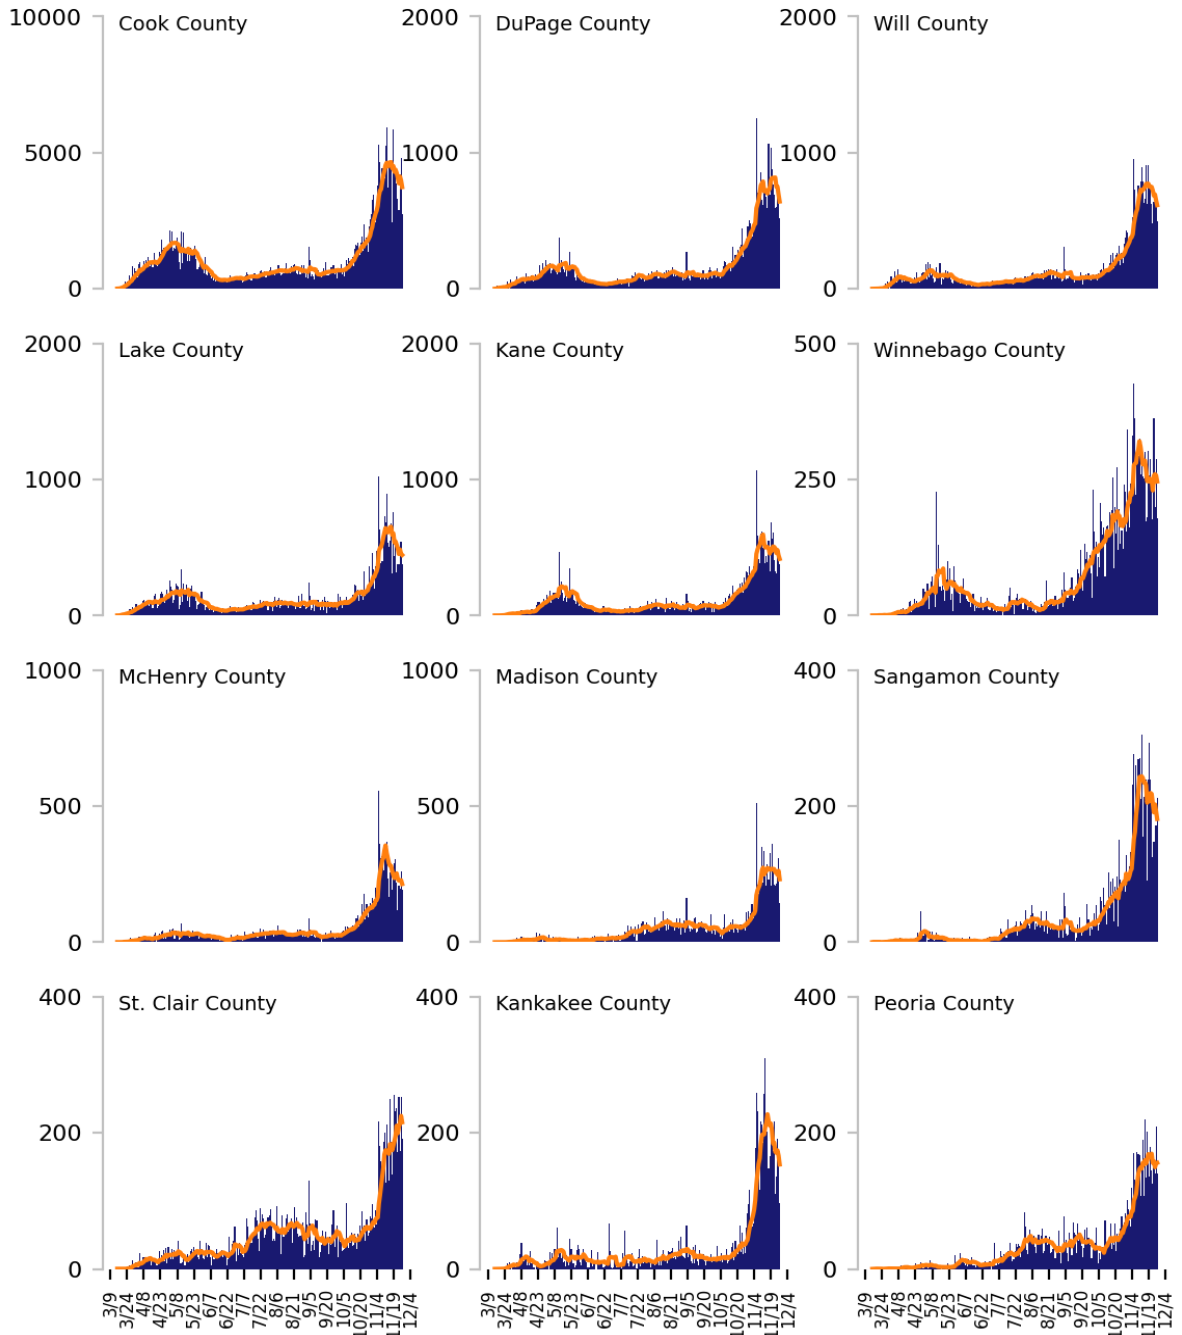 10000 Cook County 2000 DuPage County 2000 Will County
5000 1000 1000
0 0 0
2000 Lake County 2000 Kane County 500 Winnebago County
1000 1000 250
0 0 0
1000 McHenry County 1000 Madison County 400 Sangamon County
500 500 200
0 0 0
400 St. Clair County 400 Kankakee County 400 Peoria County
200 200 200
0 0 0
3/9 3/24 4/8 4/23 5/8 5/23 6/7 6/22 7/7 7/22 8/6 8/21 9/5 9/20 10/5 10/20 11/4 11/19 12/4 3/9 3/24 4/8 4/23 5/8 5/23 6/7 6/22 7/7 7/22 8/6 8/21 9/5 9/20 10/5 10/20 11/4 11/19 12/4 3/9 3/24 4/8 4/23 5/8 5/23 6/7 6/22 7/7 7/22 8/6 8/21 9/5 9/20 10/5 10/20 11/4 11/19 12/4